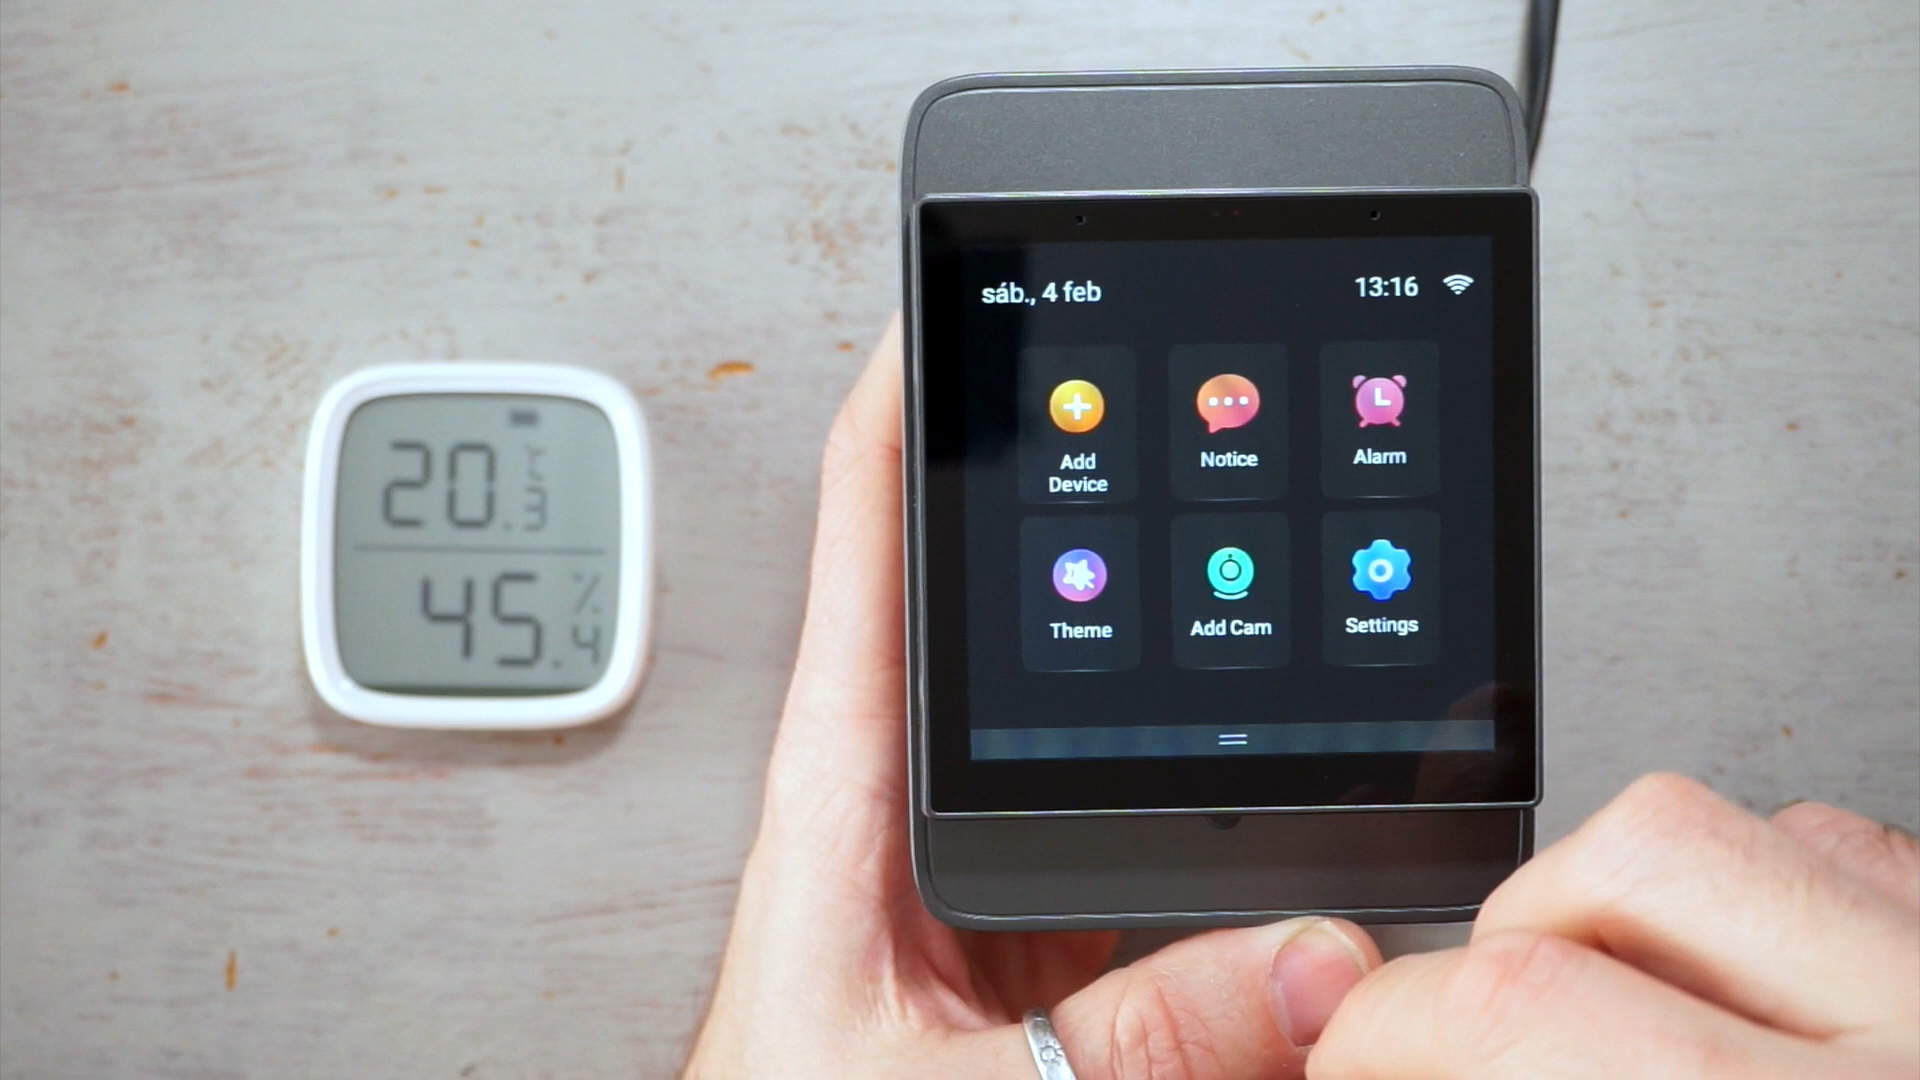 20.3°C
45.4%
sáb., 4 feb
13:16
Add
Device
Notice
Alarm
Theme
Add Cam
Settings